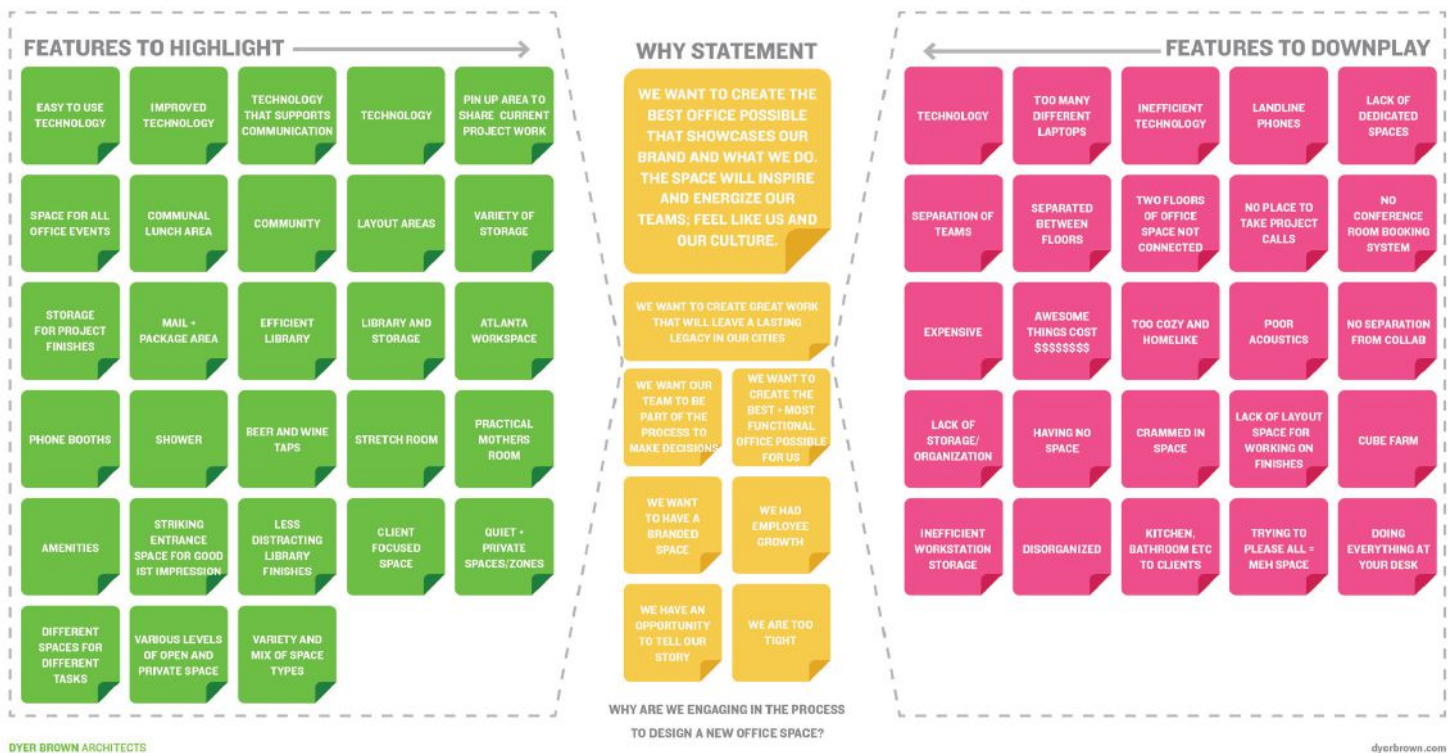 FEATURES TO HIGHLIGHT
EASY TO USE
TECHNOLOGY
IMPROVED
TECHNOLOGY
TECHNOLOGY
THAT SUPPORTS
COMMUNICATION
TECHNOLOGY
PIN UP AREA TO
SHARE CURRENT
PROJECT WORK
SPACE FOR ALL
OFFICE EVENTS
COMMUNAL
LUNCH AREA
COMMUNITY
LAYOUT AREAS
VARIETY OF
STORAGE
STORAGE
FOR PROJECT
FINISHES
MAIL +
PACKAGE AREA
EFFICIENT
LIBRARY
LIBRARY AND
STORAGE
ATLANTA
WORKSPACE
PHONE BOOTHS
SHOWER
BEER AND WINE
TAPS
STRETCH ROOM
PRACTICAL
MOTHERS
ROOM
AMENITIES
STRIKING
ENTRANCE
SPACE FOR GOOD
IST IMPRESSION
LESS
DISTRACTING
LIBRARY
FINISHES
CLIENT
FOCUSED
SPACE
QUIET +
PRIVATE
SPACES/ZONES
DIFFERENT
SPACES FOR
DIFFERENT
TASKS
VARIOUS LEVELS
OF OPEN AND
PRIVATE SPACE
VARIETY AND
MIX OF SPACE
TYPES
WHY STATEMENT
WE WANT TO CREATE THE
BEST OFFICE POSSIBLE
THAT SHOWCASES OUR
BRAND AND WHAT WE DO.
THE SPACE WILL INSPIRE
AND ENERGIZE OUR
TEAMS; FEEL LIKE US AND
OUR CULTURE.
WE WANT TO CREATE GREAT WORK
THAT WILL LEAVE A LASTING
LEGACY IN OUR CITIES
WE WANT OUR
TEAM TO BE
PART OF THE
PROCESS TO
MAKE DECISIONS
WE WANT TO
CREATE THE
BEST + MOST
FUNCTIONAL
OFFICE POSSIBLE
FOR US
WE WANT
TO HAVE A
BRANDED
SPACE
WE HAD
EMPLOYEE
GROWTH
WE HAVE AN
OPPORTUNITY
TO TELL OUR
STORY
WE ARE TOO
TIGHT
WHY ARE WE ENGAGING IN THE PROCESS
TO DESIGN A NEW OFFICE SPACE?
FEATURES TO DOWNPLAY
TECHNOLOGY
TOO MANY
DIFFERENT
LAPTOPS
INEFFICIENT
TECHNOLOGY
LANDLINE
PHONES
LACK OF
DEDICATED
SPACES
SEPARATION OF
TEAMS
SEPARATED
BETWEEN
FLOORS
TWO FLOORS
OF OFFICE
SPACE NOT
CONNECTED
NO PLACE TO
TAKE PROJECT
CALLS
NO
CONFERENCE
ROOM BOOKING
SYSTEM
EXPENSIVE
AWESOME
THINGS COST
$$$$$$$$
TOO COZY AND
HOMELIKE
POOR
ACOUSTICS
NO SEPARATION
FROM COLLAB
LACK OF
STORAGE/
ORGANIZATION
HAVING NO
SPACE
CRAMMED IN
SPACE
LACK OF LAYOUT
SPACE FOR
WORKING ON
FINISHES
CUBE FARM
INEFFICIENT
WORKSTATION
STORAGE
DISORGANIZED
KITCHEN,
BATHROOM ETC
TO CLIENTS
TRYING TO
PLEASE ALL =
MEH SPACE
DOING
EVERYTHING AT
YOUR DESK
DYER BROWN ARCHITECTS
dyerbrown.com